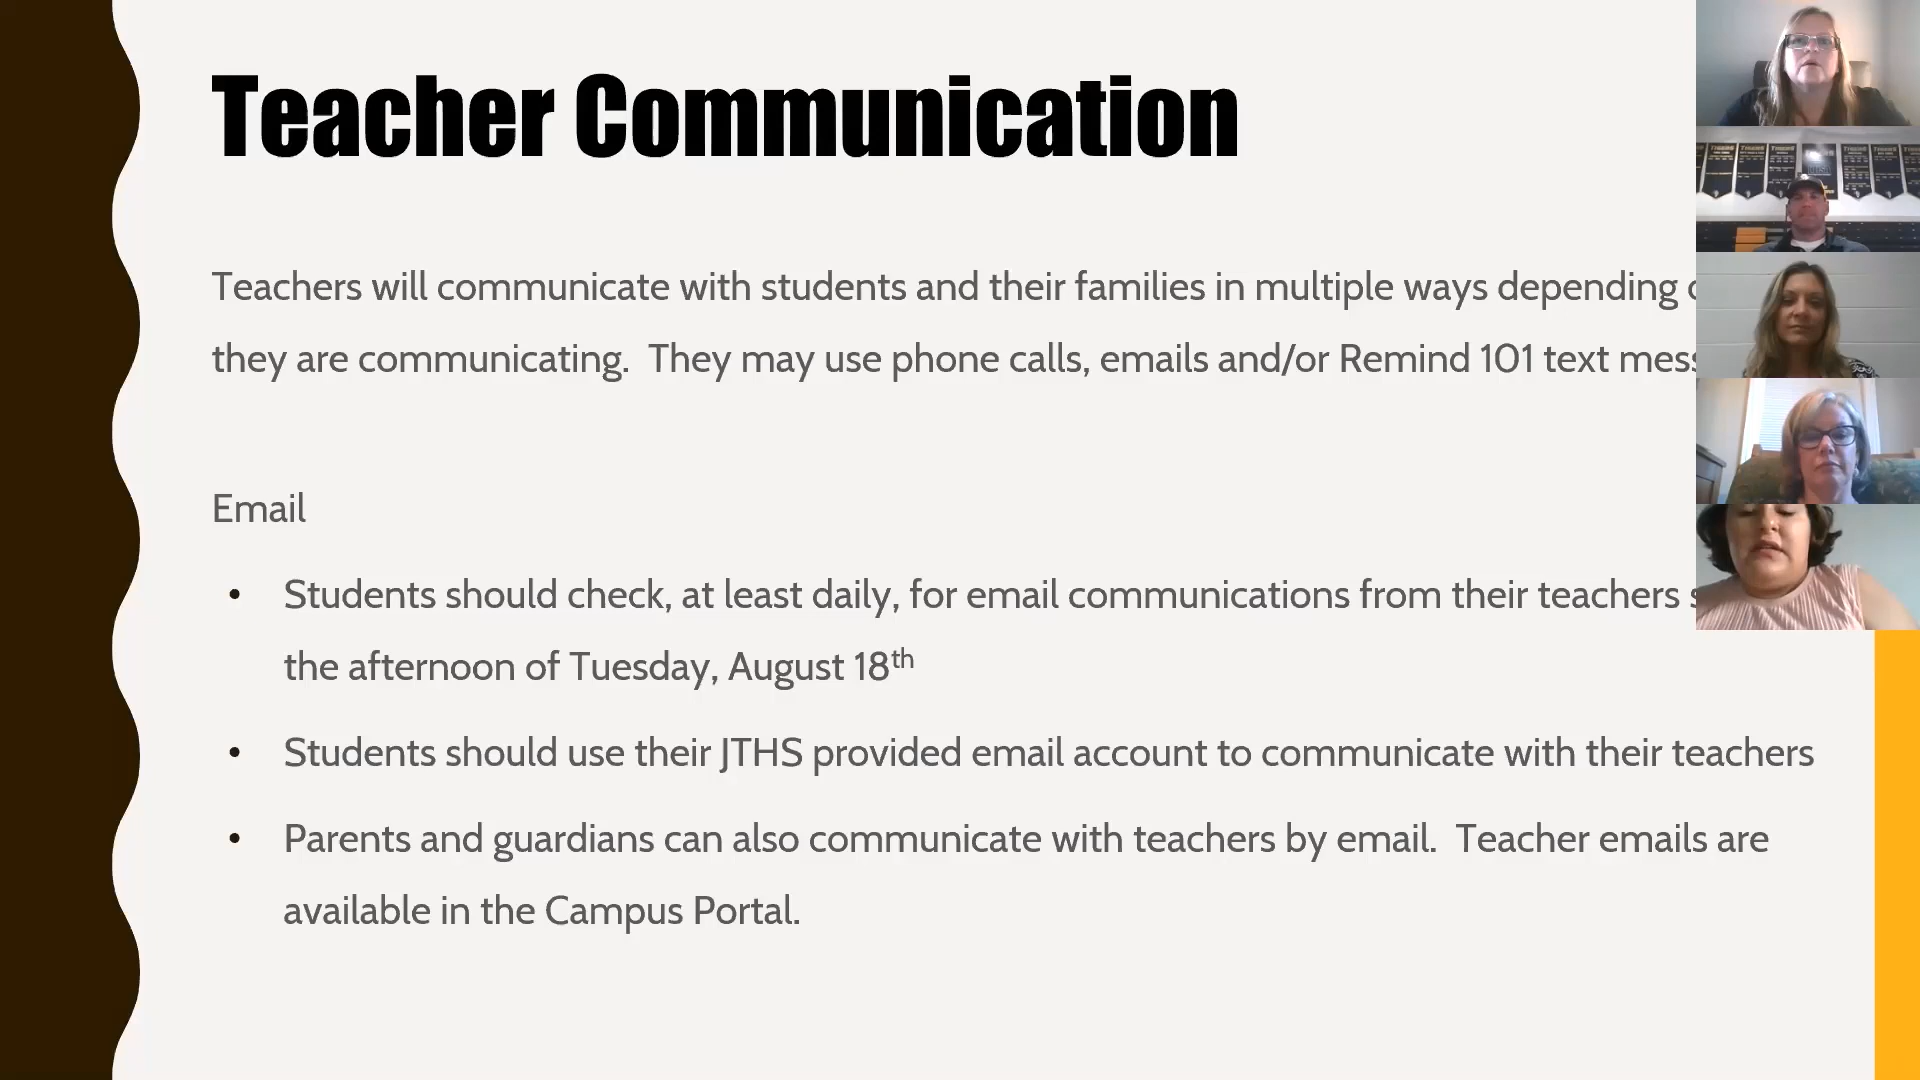 Teacher Communication
Teachers will communicate with students and their families in multiple ways depending
they are communicating. They may use phone calls, emails and/or Remind 101 text
Email
• Students should check, at least daily, for email communications from their teachers
the afternoon of Tuesday, August 18th
• Students should use their JTHS provided email account to communicate with their teachers
• Parents and guardians can also communicate with teachers by email. Teacher emails are
available in the Campus Portal.